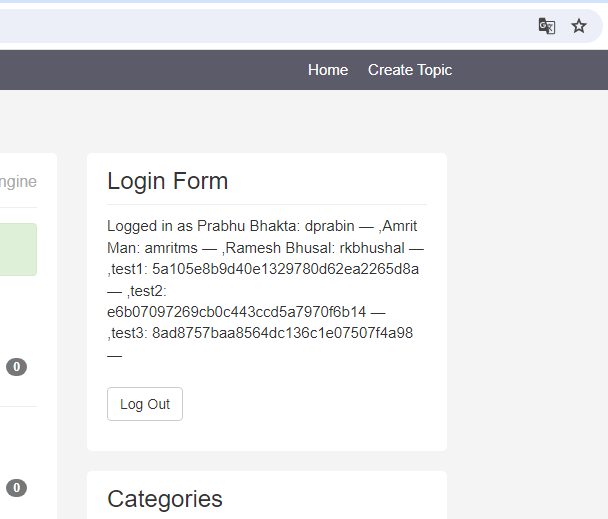 Home Create Topic
ngine
Login Form
Logged in as Prabhu Bhakta: dprabin — ,Amrit
Man: amritms — ,Ramesh Bhusal: rkbhushal —
,test1: 5a105e8b9d40e1329780d62ea2265d8a
— ,test2:
e6b07097269cb0c443ccd5a7970f6b14 —
,test3: 8ad8757baa8564dc136c1e07507f4a98
—
0
Log Out
0
Categories